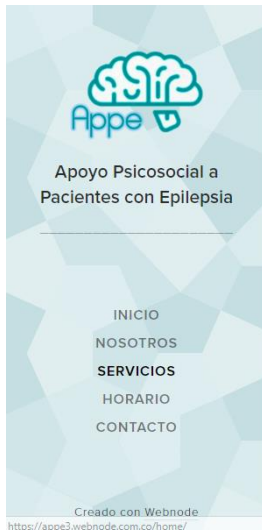 Appe
Apoyo Psicosocial a
Pacientes con Epilepsia
INICIO
NOSOTROS
SERVICIOS
HORARIO
CONTACTO
Creado con Webnode
https://appe3.webnode.com.co/home/